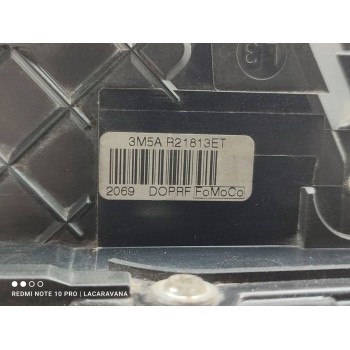 3M5A R21813ET
2069 DOPRF FoMoCo
REDMI NOTE 10 PRO | LACARAVANA